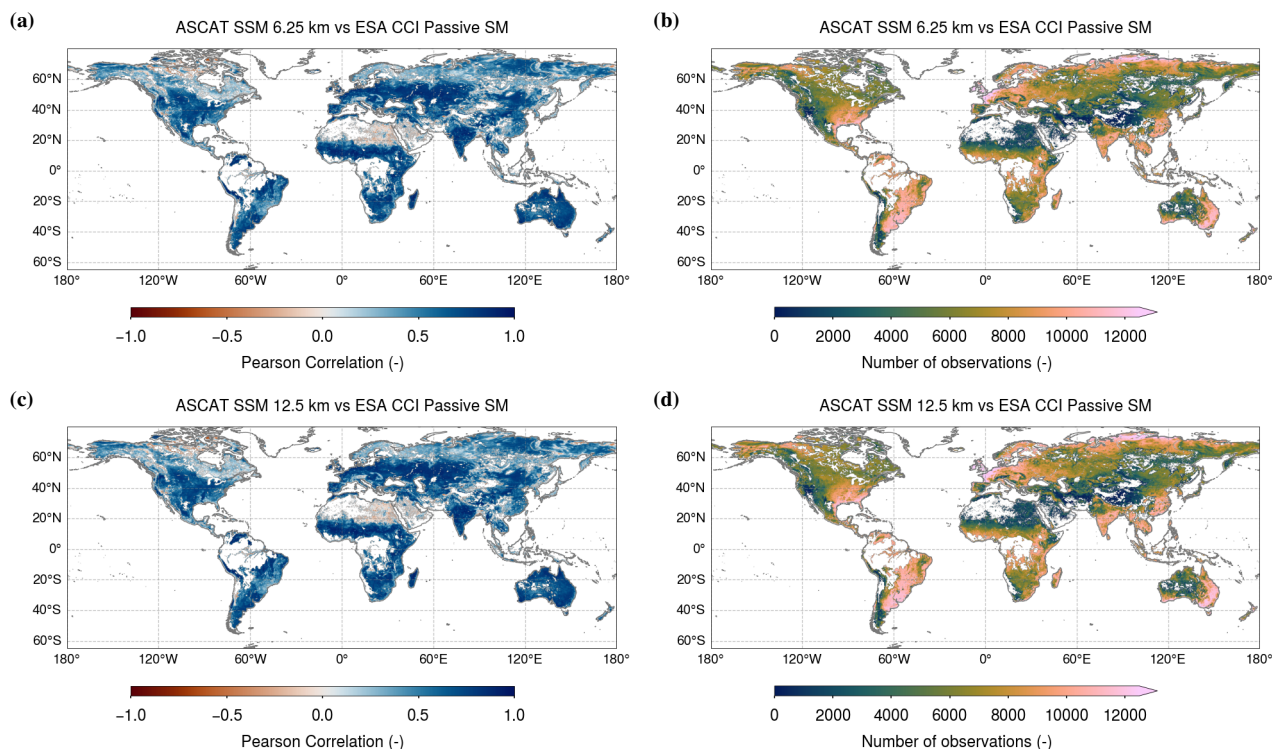 (a)
ASCAT SSM 6.25 km vs ESA CCI Passive SM
60°N
40°N
20°N
0°
20°S
40°S
60°S
180° 120°W 60°W 0° 60°E 120°E 180°
−1.0 −0.5 0.0 0.5 1.0
Pearson Correlation (-)
(b)
ASCAT SSM 6.25 km vs ESA CCI Passive SM
60°N
40°N
20°N
0°
20°S
40°S
60°S
180° 120°W 60°W 0° 60°E 120°E 180°
0 2000 4000 6000 8000 10000 12000
Number of observations (-)
(c)
ASCAT SSM 12.5 km vs ESA CCI Passive SM
60°N
40°N
20°N
0°
20°S
40°S
60°S
180° 120°W 60°W 0° 60°E 120°E 180°
−1.0 −0.5 0.0 0.5 1.0
Pearson Correlation (-)
(d)
ASCAT SSM 12.5 km vs ESA CCI Passive SM
60°N
40°N
20°N
0°
20°S
40°S
60°S
180° 120°W 60°W 0° 60°E 120°E 180°
0 2000 4000 6000 8000 10000 12000
Number of observations (-)